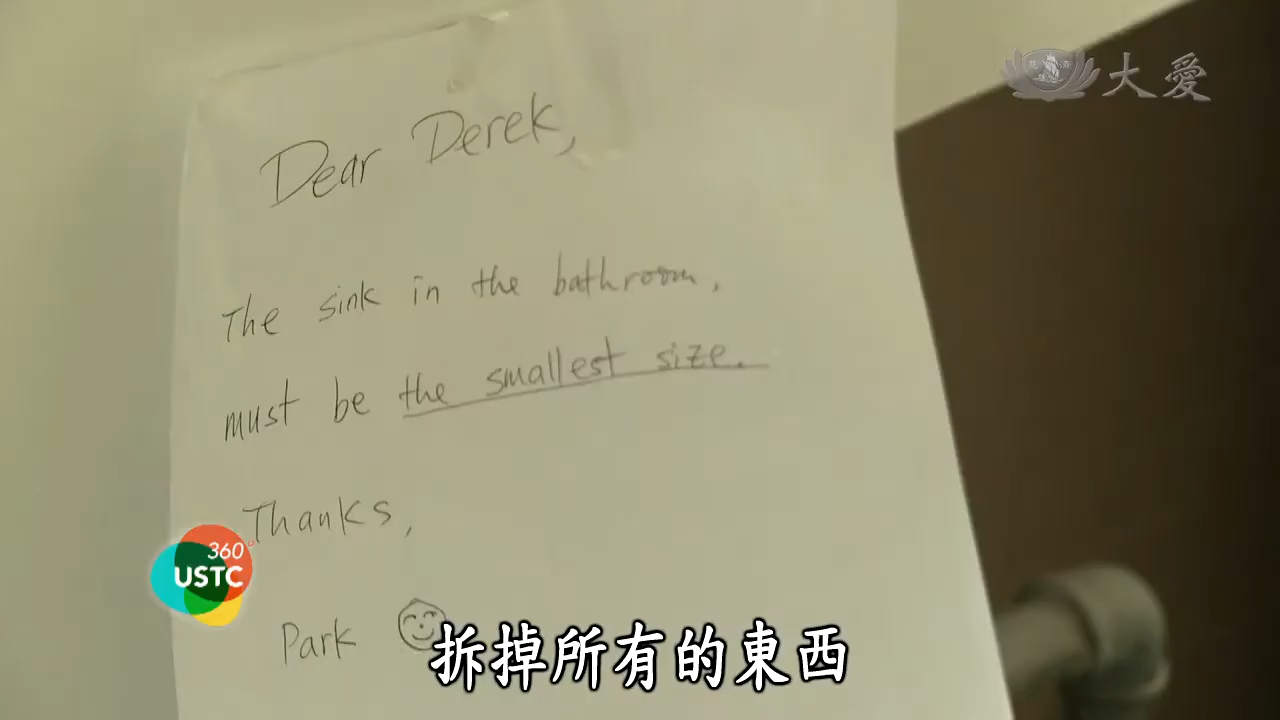 大愛
Dear Derek,
The sink in the bathroom,
must be the smallest size.
Thanks,
360°
USTC
Park
拆掉所有的東西